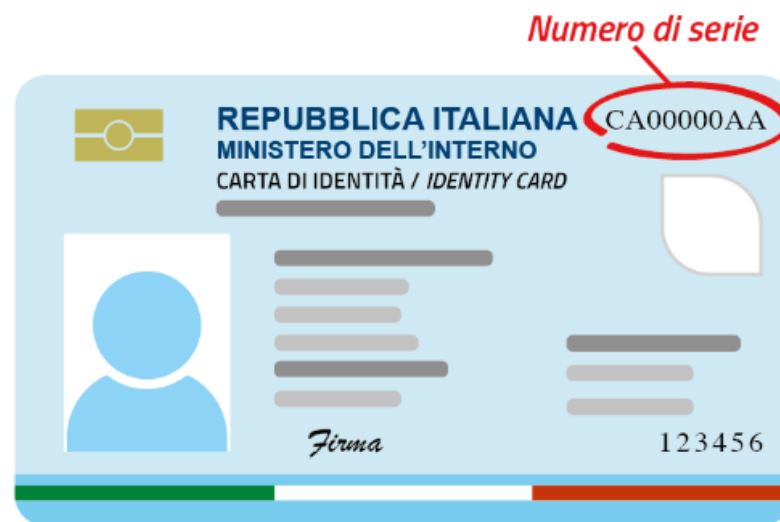 Numero di serie
REPUBBLICA ITALIANA CA00000AA
MINISTERO DELL'INTERNO
CARTA DI IDENTITÀ / IDENTITY CARD
Firma 123456